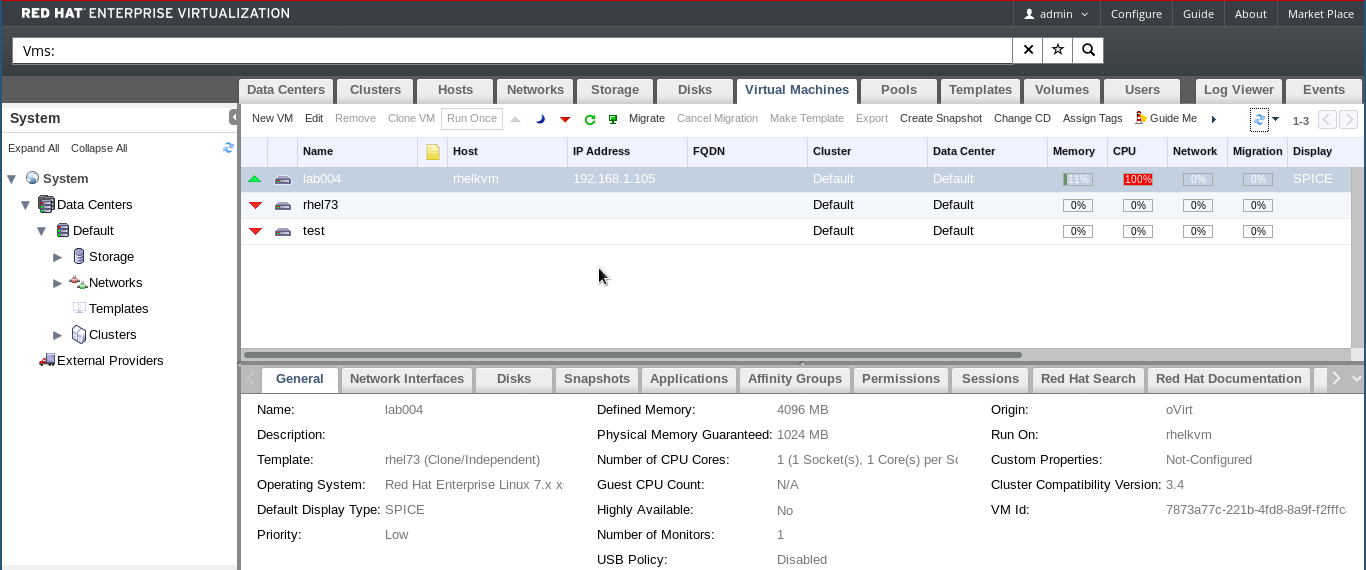 RED HAT® ENTERPRISE VIRTUALIZATION
admin Configure Guide About Market Place
Vms:
Data Centers Clusters Hosts Networks Storage Disks Virtual Machines Pools Templates Volumes Users Log Viewer Events
System
New VM Edit Remove Clone VM Run Once Migrate Cancel Migration Make Template Export Create Snapshot Change CD Assign Tags Guide Me 1-3
Expand All Collapse All
Name Host IP Address FQDN Cluster Data Center Memory CPU Network Migration Display
lab004 rhelkvm 192.168.1.105 Default Default 11% 100% 0% 0% SPICE
rhel73 Default Default 0% 0% 0% 0%
test Default Default 0% 0% 0% 0%
System
Data Centers
Default
Storage
Networks
Templates
Clusters
External Providers
General Network Interfaces Disks Snapshots Applications Affinity Groups Permissions Sessions Red Hat Search Red Hat Documentation
Name: lab004 Defined Memory: 4096 MB Origin: oVirt
Description: Physical Memory Guaranteed: 1024 MB Run On: rhelkvm
Template: rhel73 (Clone/Independent) Number of CPU Cores: 1 (1 Socket(s), 1 Core(s) per Sc Custom Properties: Not-Configured
Operating System: Red Hat Enterprise Linux 7.x x Guest CPU Count: N/A Cluster Compatibility Version: 3.4
Default Display Type: SPICE Highly Available: No VM Id: 7873a77c-221b-4fd8-8a9f-f2fffc
Priority: Low Number of Monitors: 1
USB Policy: Disabled